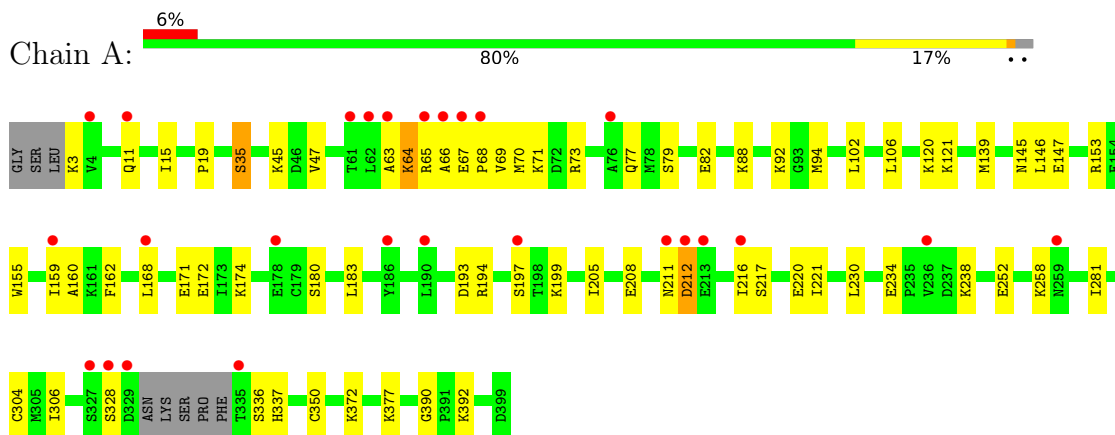 6%
Chain A:
80% 17% ••
GLY SER LEU K3 V4 Q11 I15 P19 S35 K45 D46 V47 T61 L62 A63 K64 R65 A66 E67 P68 V69 M70 K71 D72 R73 A76 Q77 M78 S79 E82 K88 K92 G93 M94 L102 L106 K120 K121 M139 N145 L146 E147 R153 E154
W155 I159 A160 K161 F162 L168 E171 E172 I173 K174 E178 C179 S180 L183 Y186 L190 D193 R194 S197 T198 K199 I205 E208 N211 D212 E213 I216 S217 E220 I221 L230 E234 P235 V236 D237 K238 E252 K258 N259 I281
C304 M305 I306 S327 S328 D329 ASN LYS SER PRO PHE T335 S336 H337 C350 K372 K377 G390 P391 K392 D399